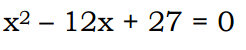 x² – 12x + 27 = 0